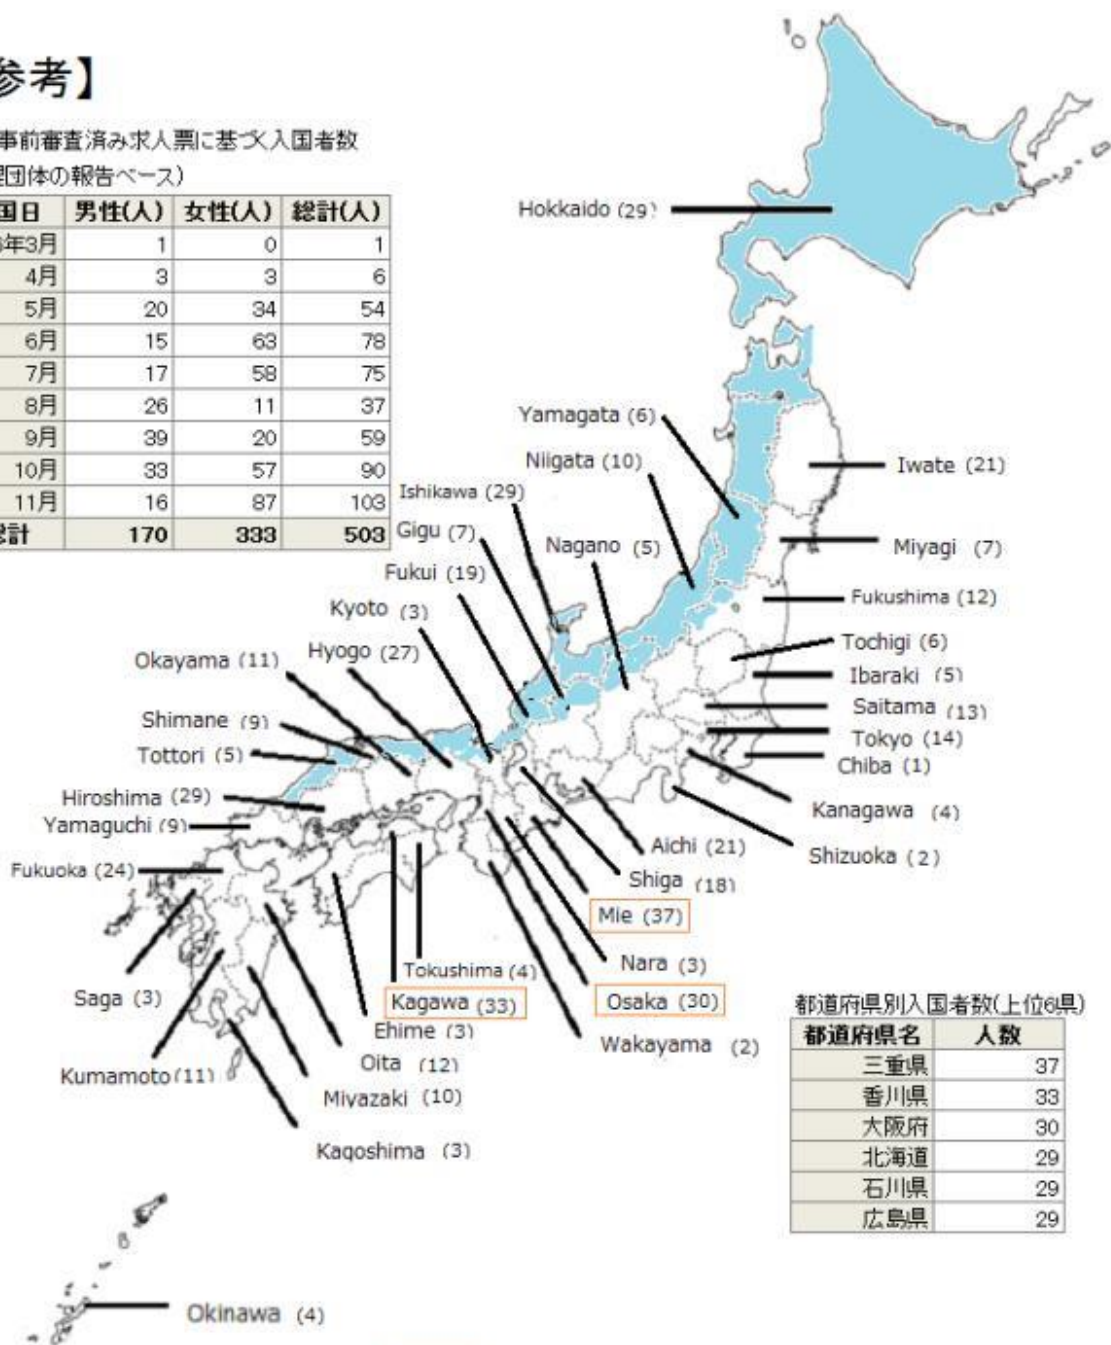 参考】
事前審査済み求人票に基づく入国者数
団体の報告ベース）
国日 男性(人) 女性(人) 総計(人)
年3月 1 0 1
4月 3 3 6
5月 20 34 54
6月 15 63 78
7月 17 58 75
8月 26 11 37
9月 39 20 59
10月 33 57 90
11月 16 87 103
計 170 333 503
Hokkaido (29)
Yamagata (6)
Niigata (10)
Iwate (21)
Ishikawa (29)
Gigu (7)
Nagano (5)
Miyagi (7)
Fukui (19)
Fukushima (12)
Kyoto (3)
Tochigi (6)
Okayama (11)
Hyogo (27)
Ibaraki (5)
Saitama (13)
Shimane (9)
Tokyo (14)
Tottori (5)
Chiba (1)
Hiroshima (29)
Kanagawa (4)
Yamaguchi (9)
Aichi (21)
Shizuoka (2)
Fukuoka (24)
Shiga (18)
Mie (37)
Nara (3)
Tokushima (4)
Saga (3)
Kagawa (33)
Osaka (30)
Ehime (3)
Wakayama (2)
Oita (12)
Kumamoto (11)
Miyazaki (10)
Kagoshima (3)
都道府県別入国者数(上位6県)
都道府県名 人数
三重県 37
香川県 33
大阪府 30
北海道 29
石川県 29
広島県 29
Okinawa (4)